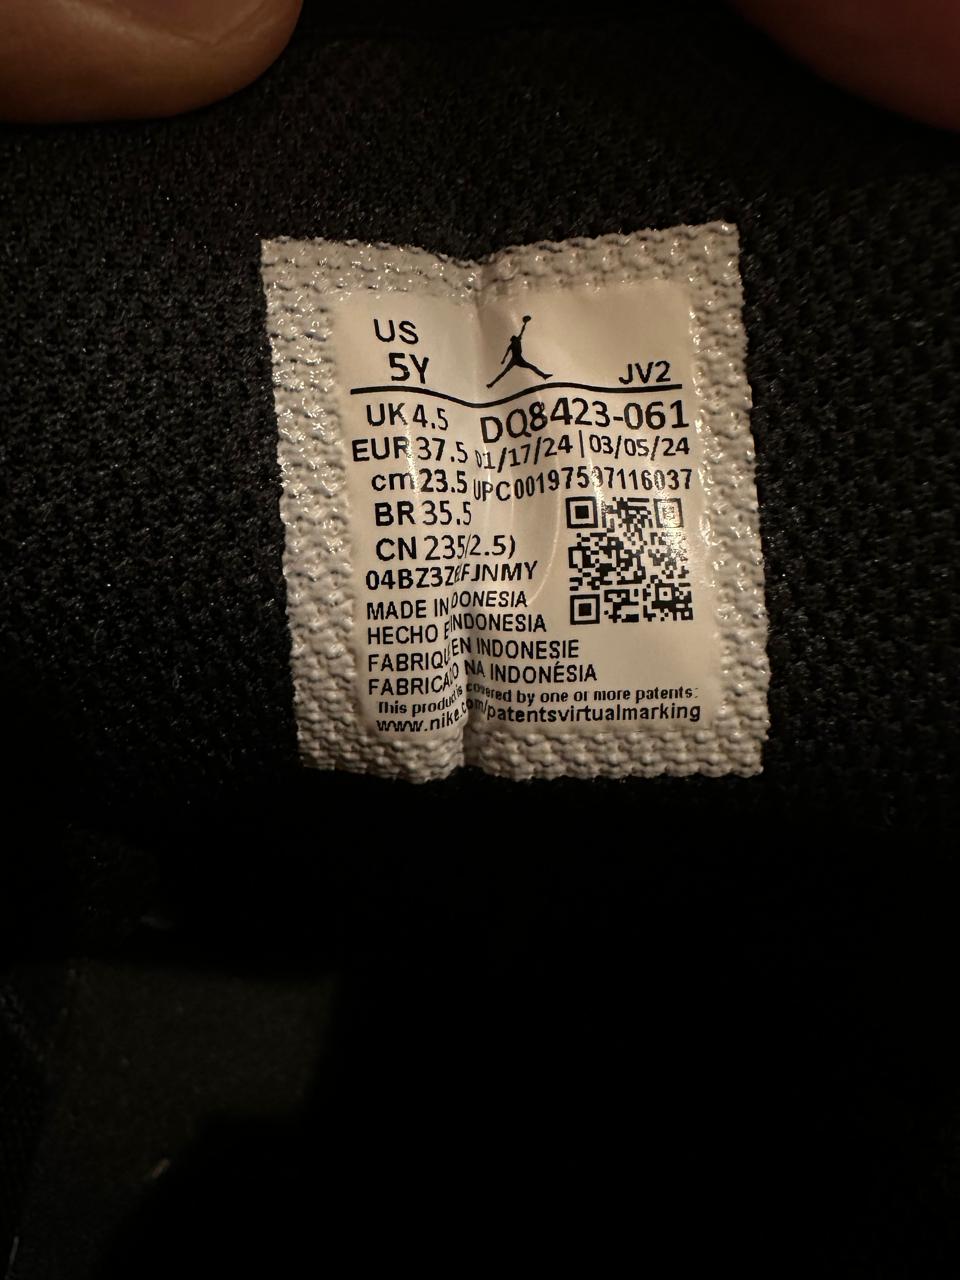 US
5Y
JV2
UK 4.5
DQ8423-061
EUR 37.5
01/17/24 | 03/05/24
cm 23.5
BR 35.5
CN 235(2.5)
MADE IN INDONESIA
HECHO EN INDONESIA
FABRIQUÉ EN INDONESIE
FABRICADO NA INDONÉSIA
This product is covered by one or more patents:
www.nike.com/patentsvirtualmarking